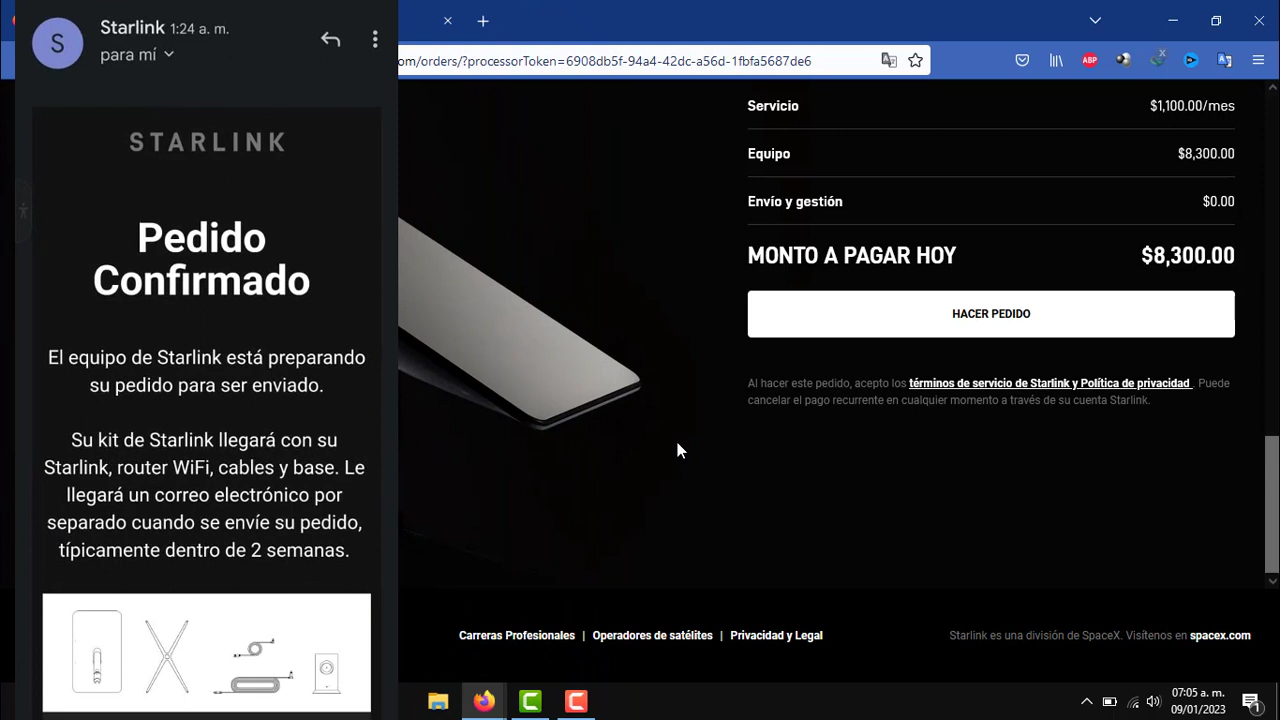 S
Starlink 1:24 a. m.
para mí
STARLINK
Pedido
Confirmado
El equipo de Starlink está preparando
su pedido para ser enviado.
Su kit de Starlink llegará con su
Starlink, router WiFi, cables y base. Le
llegará un correo electrónico por
separado cuando se envíe su pedido,
típicamente dentro de 2 semanas.
om/orders/?processorToken=6908db5f-94a4-42dc-a56d-1fbfa5687de6
ABP
Servicio $1,100.00/mes
Equipo $8,300.00
Envío y gestión $0.00
MONTO A PAGAR HOY $8,300.00
HACER PEDIDO
Al hacer este pedido, acepto los términos de servicio de Starlink y Política de privacidad . Puede
cancelar el pago recurrente en cualquier momento a través de su cuenta Starlink.
Carreras Profesionales | Operadores de satélites | Privacidad y Legal
Starlink es una división de SpaceX. Visítenos en spacex.com
07:05 a. m.
09/01/2023
1